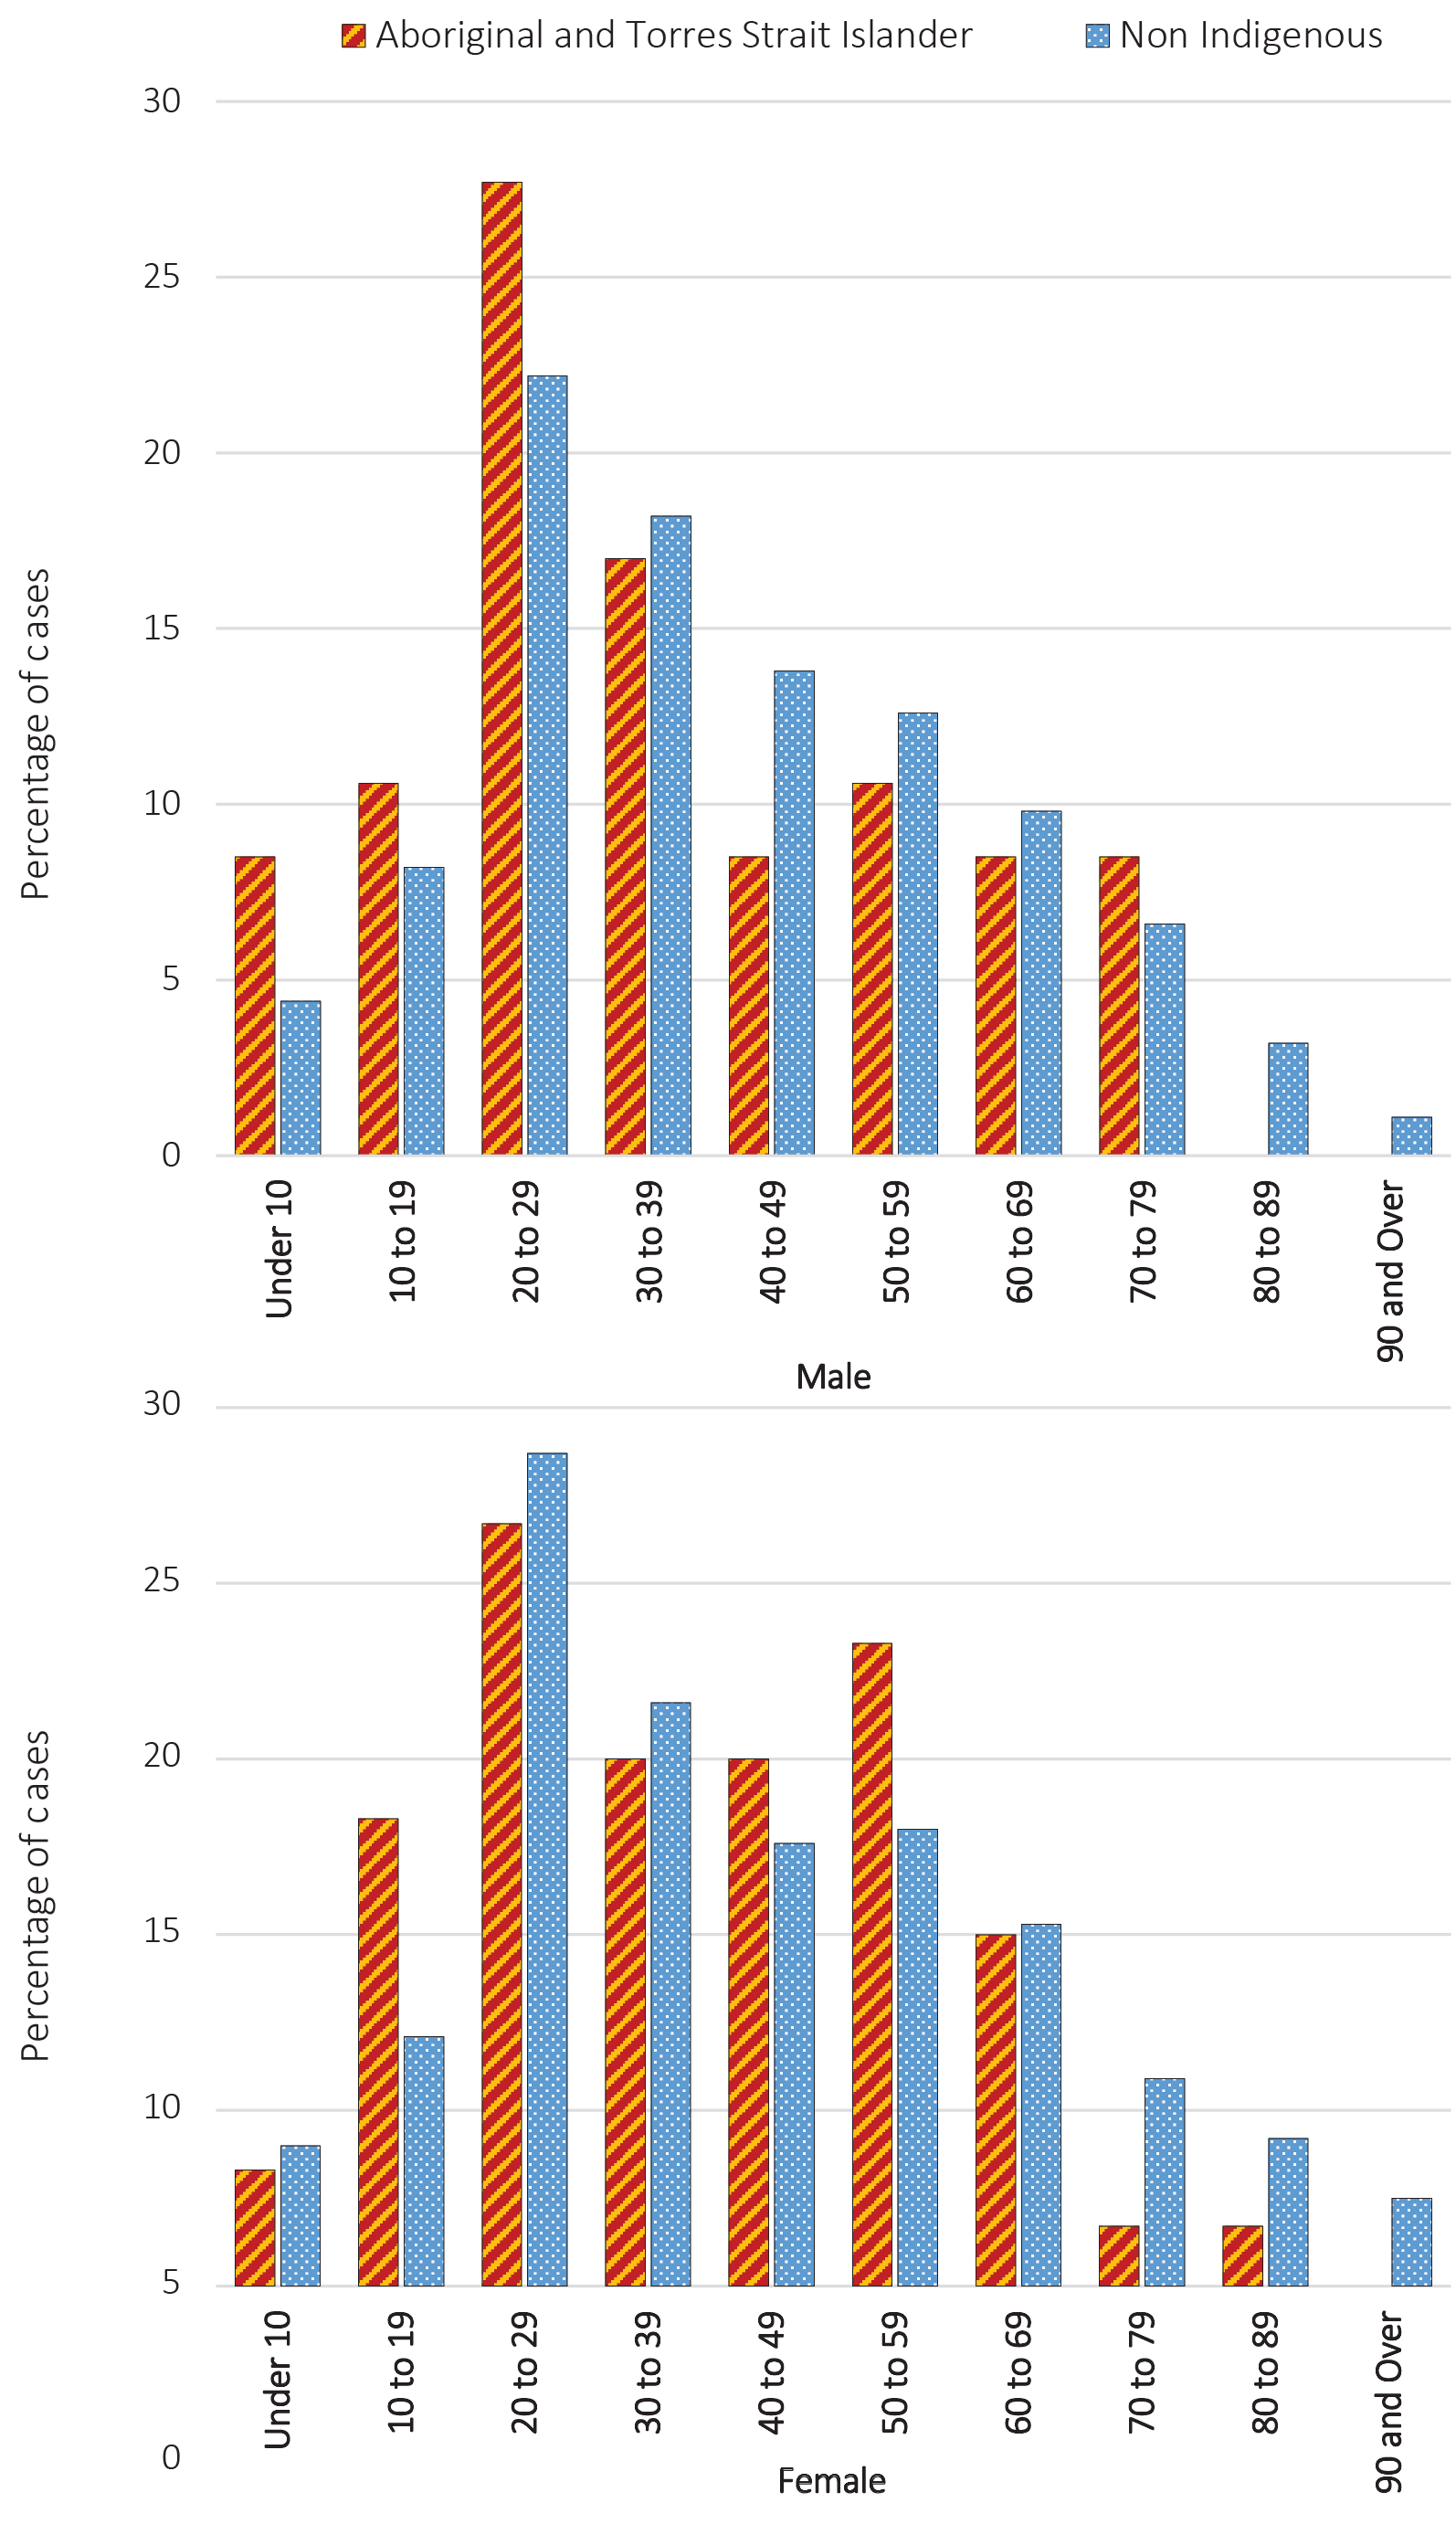 Aboriginal and Torres Strait Islander Non Indigenous
Percentage of cases
30
25
20
15
10
5
0
Under 10
10 to 19
20 to 29
30 to 39
40 to 49
50 to 59
60 to 69
70 to 79
80 to 89
90 and Over
Male
Percentage of cases
30
25
20
15
10
5
0
Under 10
10 to 19
20 to 29
30 to 39
40 to 49
50 to 59
60 to 69
70 to 79
80 to 89
90 and Over
Female